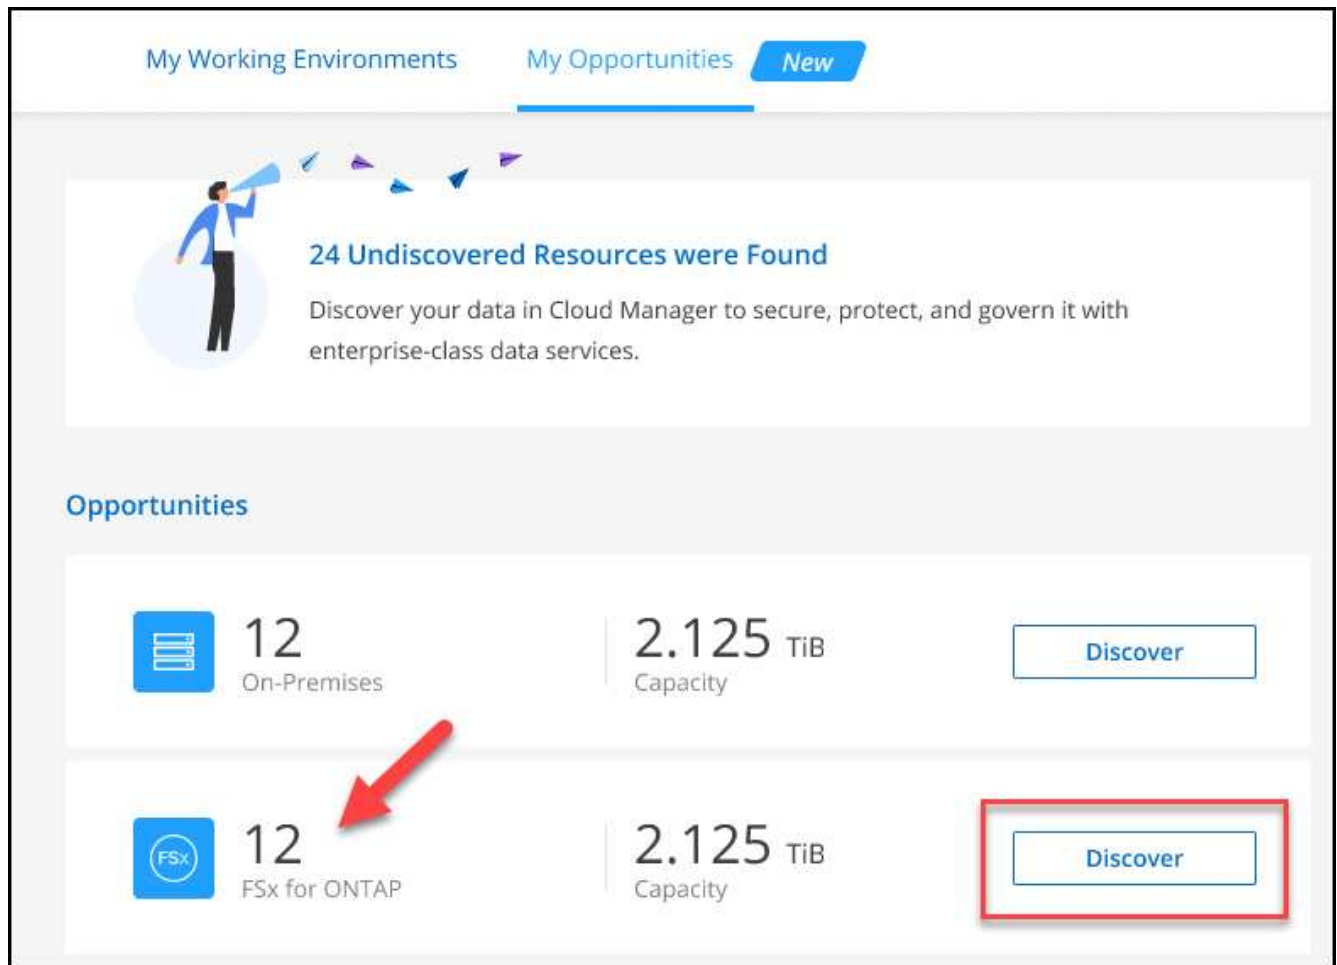 My Working Environments My Opportunities New
24 Undiscovered Resources were Found
Discover your data in Cloud Manager to secure, protect, and govern it with
enterprise-class data services.
Opportunities
12 2.125 TiB Discover
On-Premises Capacity
FSx 12 2.125 TiB Discover
FSx for ONTAP Capacity